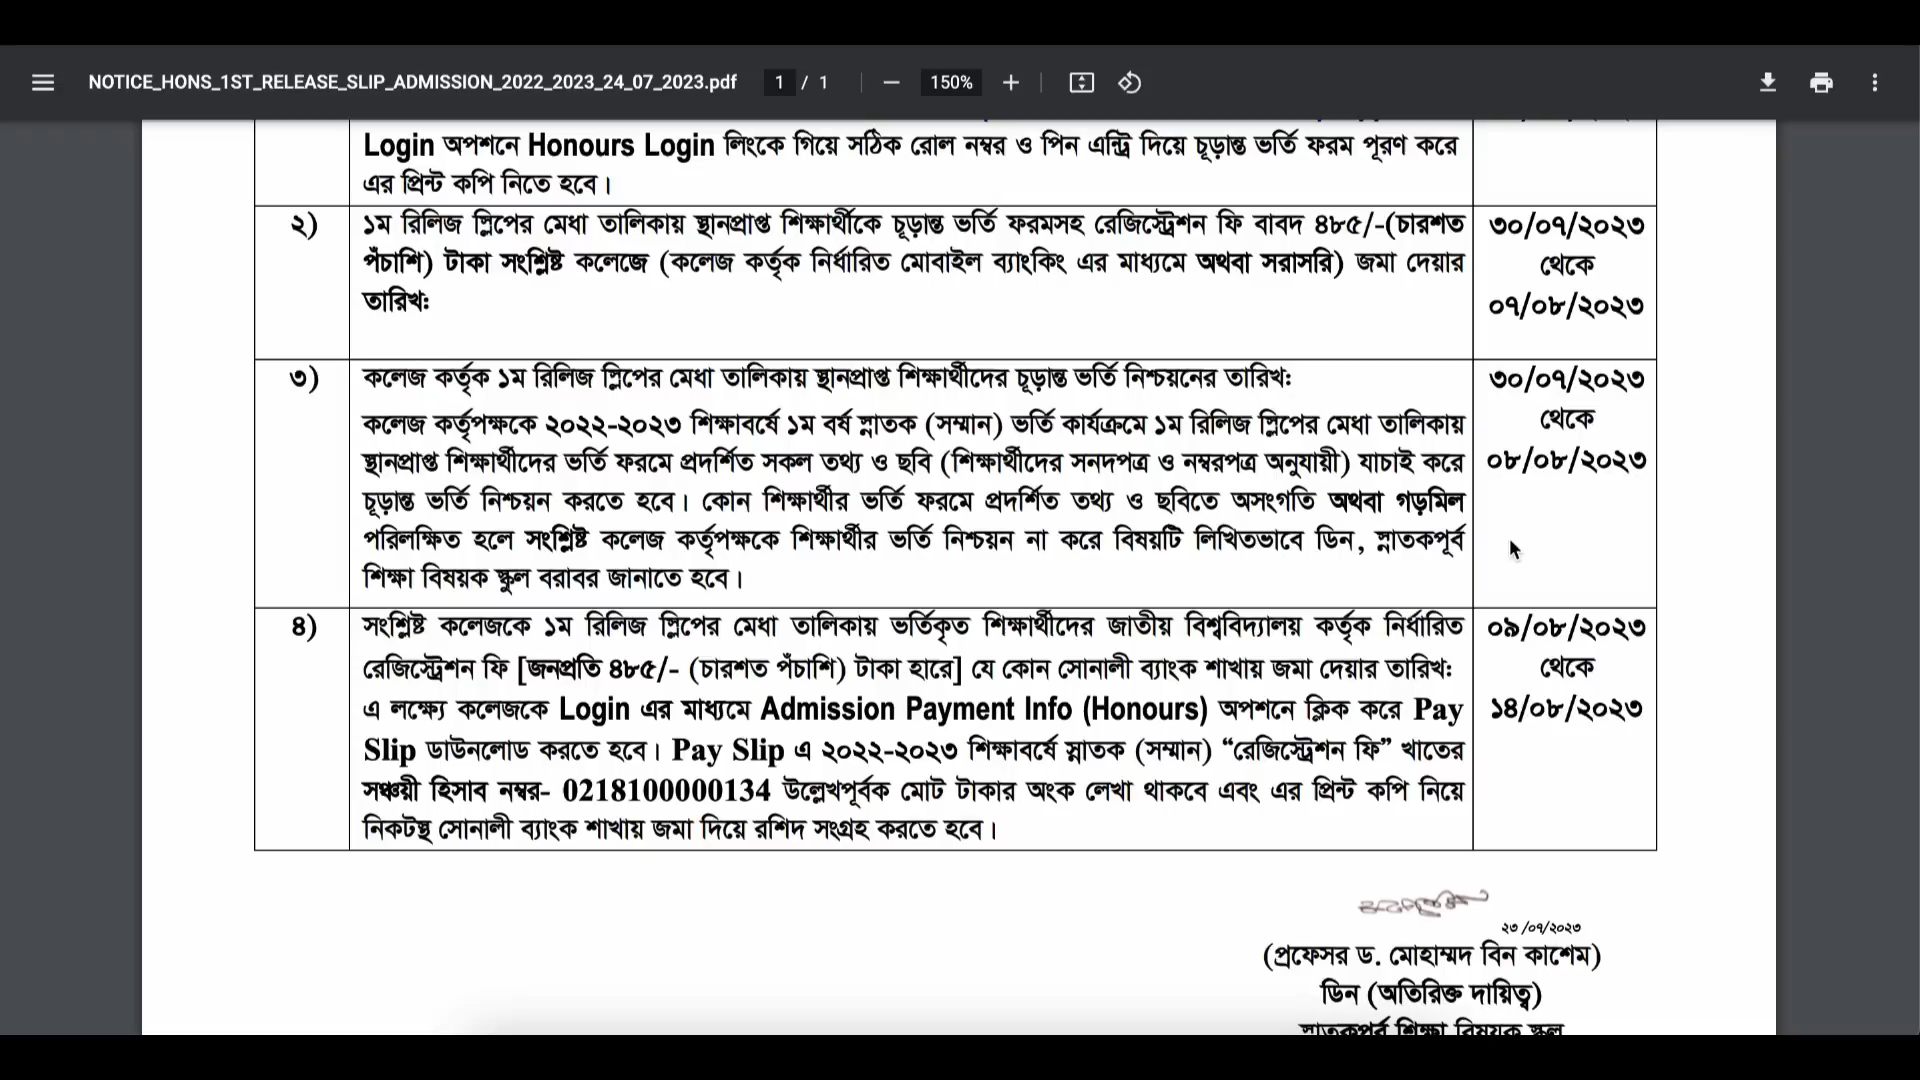 NOTICE_HONS_1ST_RELEASE_SLIP_ADMISSION_2022_2023_24_07_2023.pdf 1 / 1 150%
Login অপশনে Honours Login লিংকে গিয়ে সঠিক রোল নম্বর ও পিন এন্ট্রি দিয়ে চূড়ান্ত ভর্তি ফরম পূরণ করে
এর প্রিন্ট কপি নিতে হবে।
২) ১ম রিলিজ স্লিপের মেধা তালিকায় স্থানপ্রাপ্ত শিক্ষার্থীকে চূড়ান্ত ভর্তি ফরমসহ রেজিস্ট্রেশন ফি বাবদ ৪৮৫/-(চারশত
পঁচাশি) টাকা সংশ্লিষ্ট কলেজে (কলেজ কর্তৃক নির্ধারিত মোবাইল ব্যাংকিং এর মাধ্যমে অথবা সরাসরি) জমা দেয়ার
তারিখঃ
৩০/০৭/২০২৩
থেকে
০৭/০৮/২০২৩
৩) কলেজ কর্তৃক ১ম রিলিজ স্লিপের মেধা তালিকায় স্থানপ্রাপ্ত শিক্ষার্থীদের চূড়ান্ত ভর্তি নিশ্চয়নের তারিখঃ
কলেজ কর্তৃপক্ষকে ২০২২-২০২৩ শিক্ষাবর্ষে ১ম বর্ষ স্নাতক (সম্মান) ভর্তি কার্যক্রমে ১ম রিলিজ স্লিপের মেধা তালিকায়
স্থানপ্রাপ্ত শিক্ষার্থীদের ভর্তি ফরমে প্রদর্শিত সকল তথ্য ও ছবি (শিক্ষার্থীদের সনদপত্র ও নম্বরপত্র অনুযায়ী) যাচাই করে
চূড়ান্ত ভর্তি নিশ্চয়ন করতে হবে। কোন শিক্ষার্থীর ভর্তি ফরমে প্রদর্শিত তথ্য ও ছবিতে অসংগতি অথবা গড়মিল
পরিলক্ষিত হলে সংশ্লিষ্ট কলেজ কর্তৃপক্ষকে শিক্ষার্থীর ভর্তি নিশ্চয়ন না করে বিষয়টি লিখিতভাবে ডিন, স্নাতকপূর্ব
শিক্ষা বিষয়ক স্কুল বরাবর জানাতে হবে।
৩০/০৭/২০২৩
থেকে
০৮/০৮/২০২৩
৪) সংশ্লিষ্ট কলেজকে ১ম রিলিজ স্লিপের মেধা তালিকায় ভর্তিকৃত শিক্ষার্থীদের জাতীয় বিশ্ববিদ্যালয় কর্তৃক নির্ধারিত
রেজিস্ট্রেশন ফি [জনপ্রতি ৪৮৫/- (চারশত পঁচাশি) টাকা হারে] যে কোন সোনালী ব্যাংক শাখায় জমা দেয়ার তারিখঃ
এ লক্ষ্যে কলেজকে Login এর মাধ্যমে Admission Payment Info (Honours) অপশনে ক্লিক করে Pay
Slip ডাউনলোড করতে হবে। Pay Slip এ ২০২২-২০২৩ শিক্ষাবর্ষে স্নাতক (সম্মান) “রেজিস্ট্রেশন ফি” খাতের
সঞ্চয়ী হিসাব নম্বর- 0218100000134 উল্লেখপূর্বক মোট টাকার অংক লেখা থাকবে এবং এর প্রিন্ট কপি নিয়ে
নিকটস্থ সোনালী ব্যাংক শাখায় জমা দিয়ে রশিদ সংগ্রহ করতে হবে।
০৯/০৮/২০২৩
থেকে
১৪/০৮/২০২৩
২৩/০৭/২০২৩
(প্রফেসর ড. মোহাম্মদ বিন কাশেম)
ডিন (অতিরিক্ত দায়িত্ব)
স্নাতকপূর্ব শিক্ষা বিষয়ক স্কুল